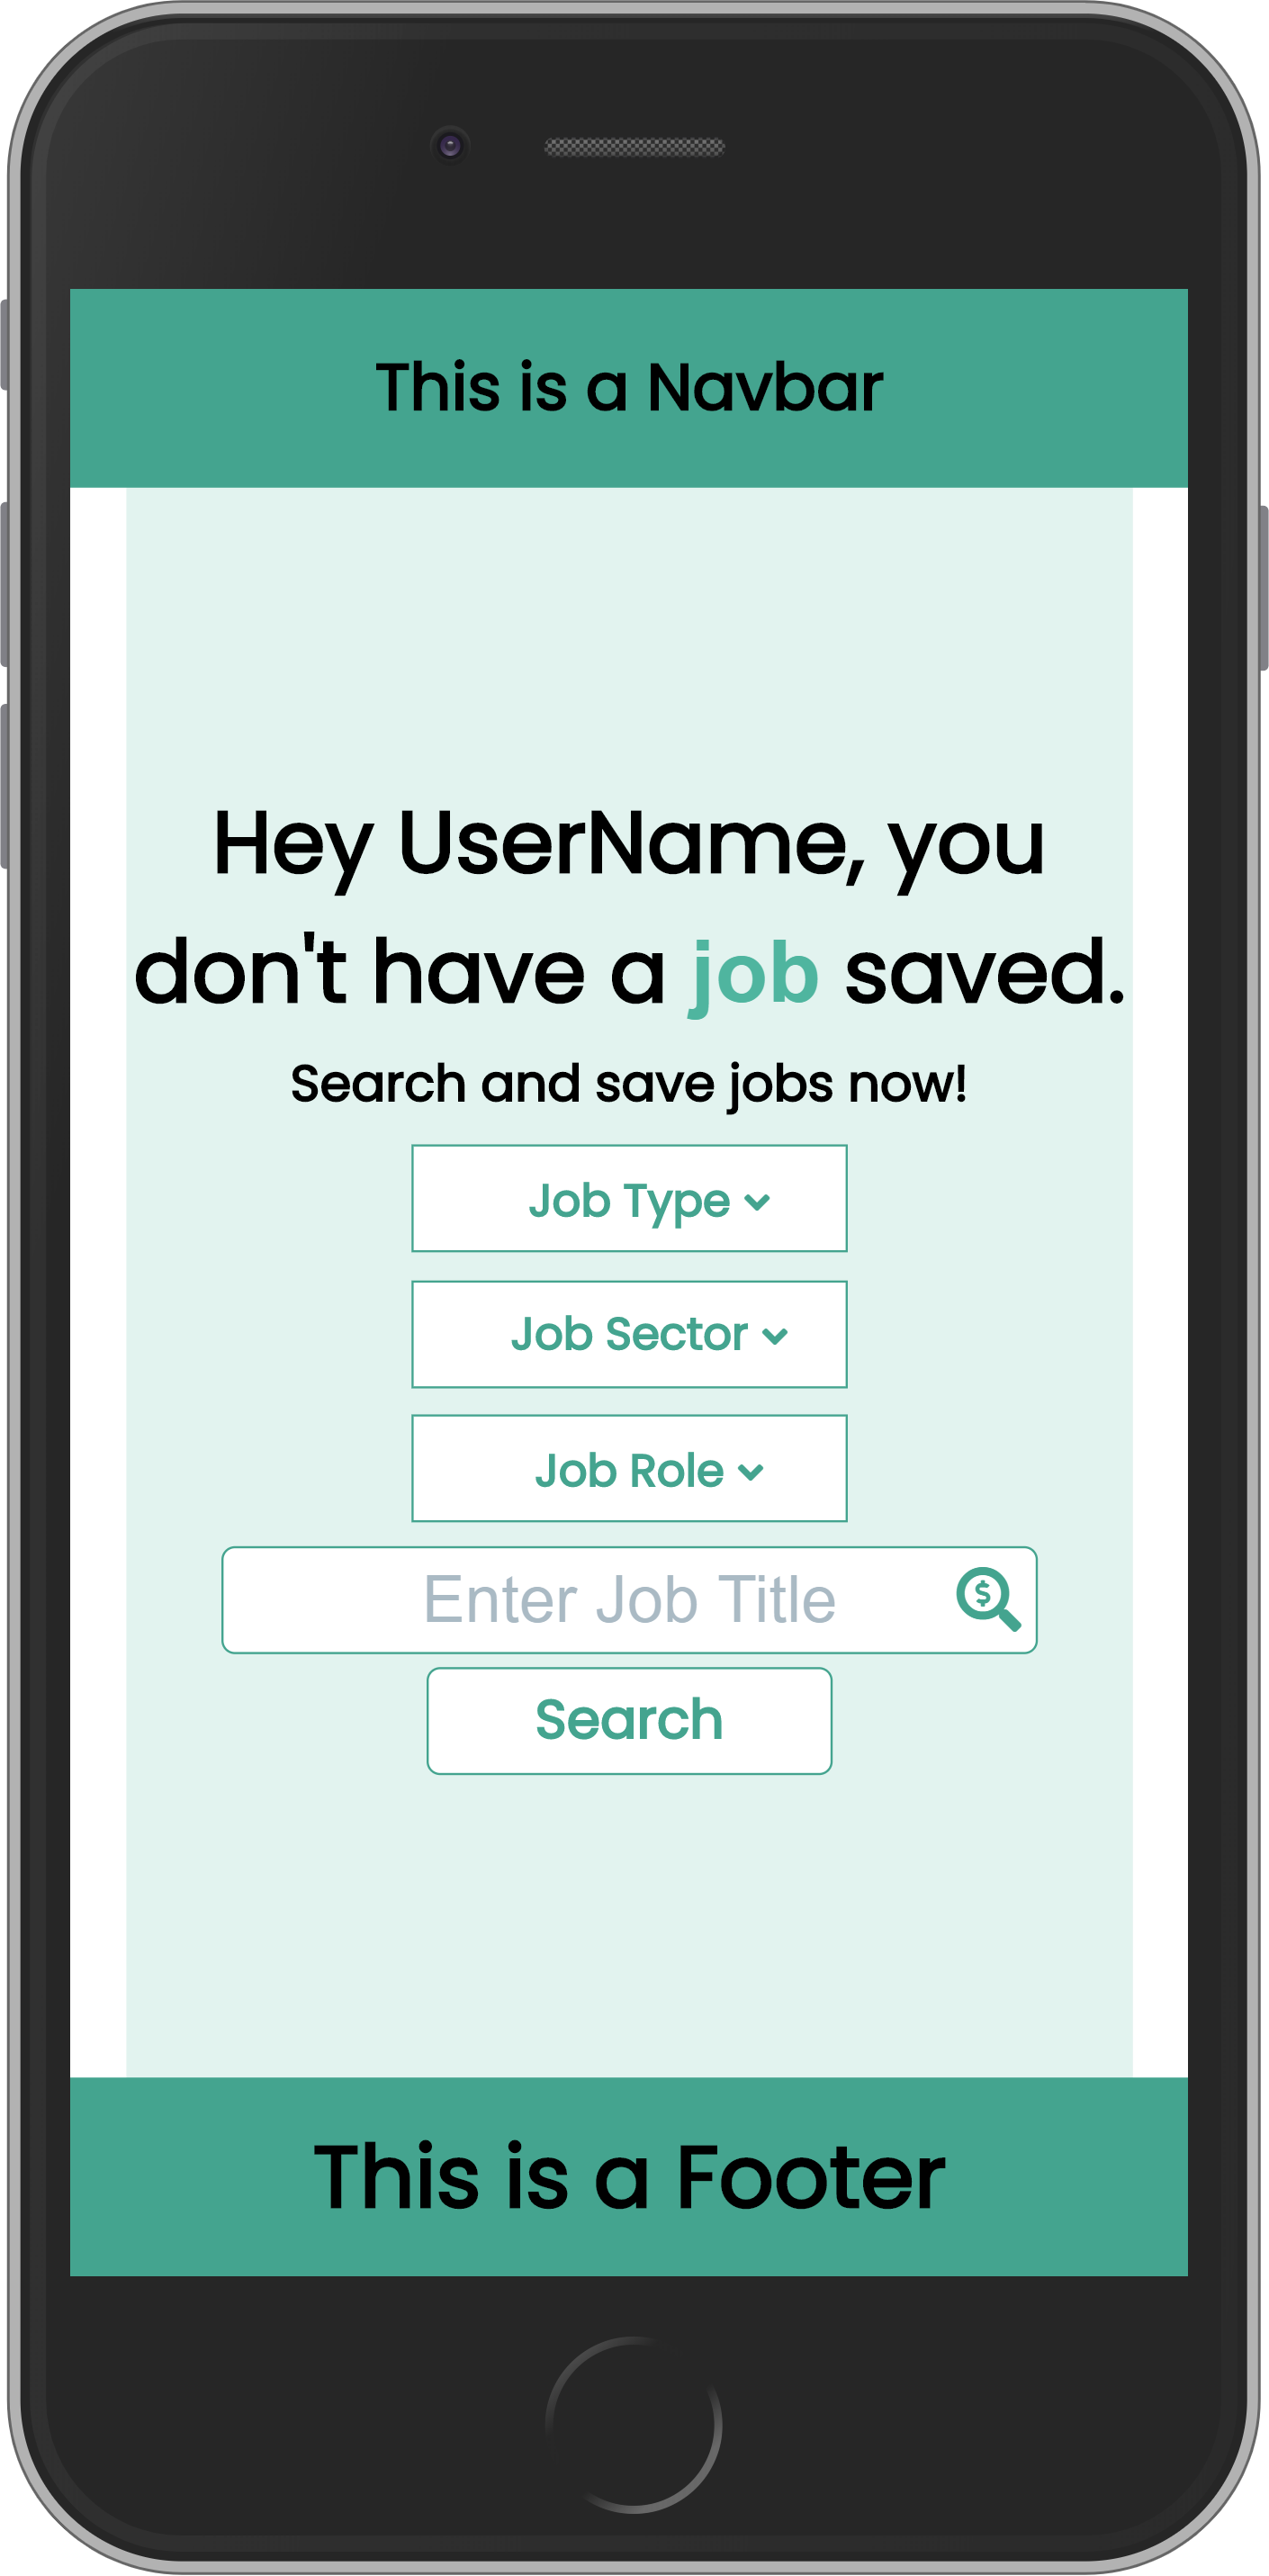 This is a Navbar
Hey UserName, you
don't have a job saved.
Search and save jobs now!
Job Type
Job Sector
Job Role
Enter Job Title
$
Search
This is a Footer